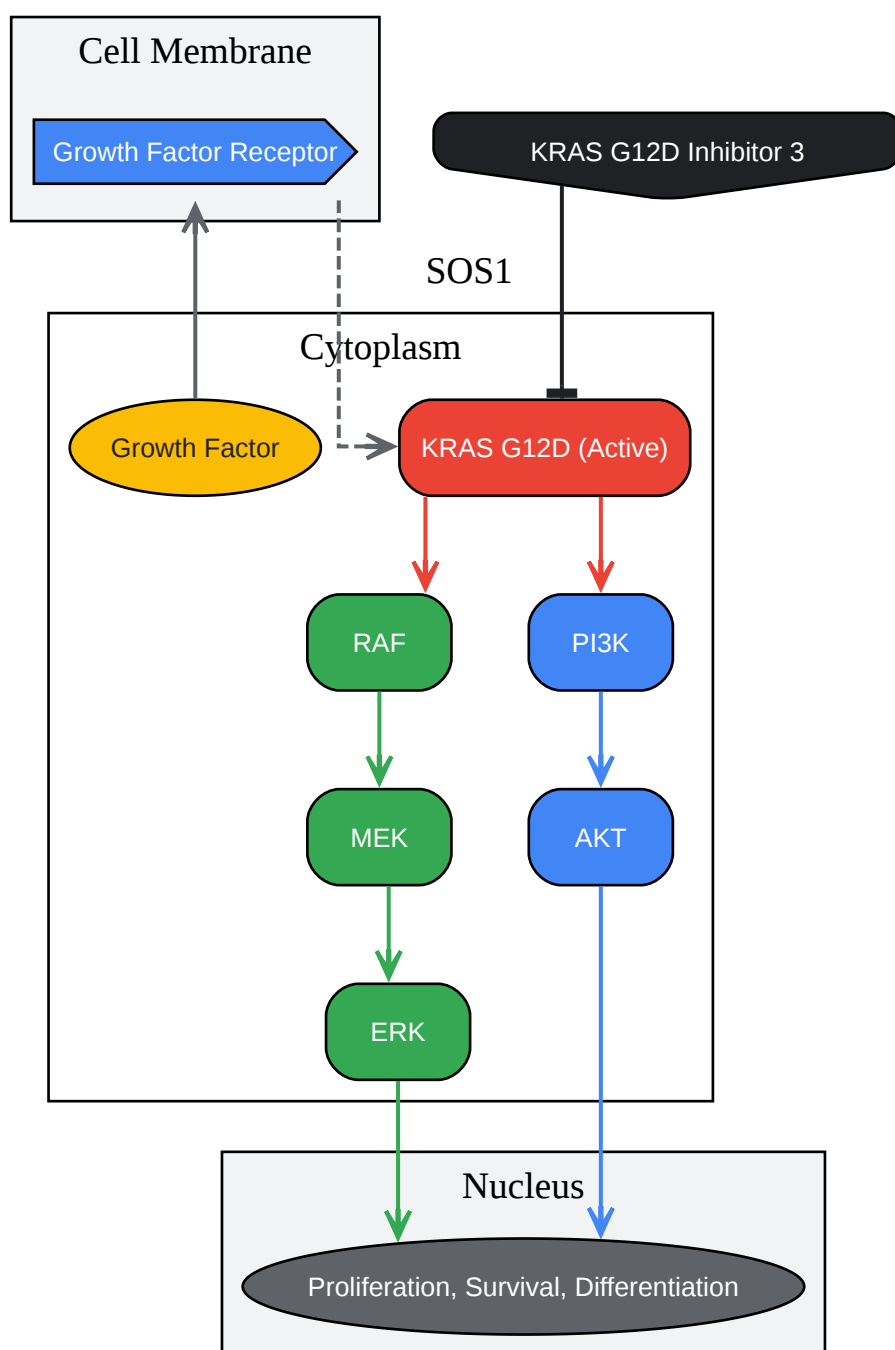 Cell Membrane
Growth Factor Receptor
KRAS G12D Inhibitor 3
SOS1
Cytoplasm
Growth Factor
KRAS G12D (Active)
RAF
PI3K
MEK
AKT
ERK
Nucleus
Proliferation, Survival, Differentiation